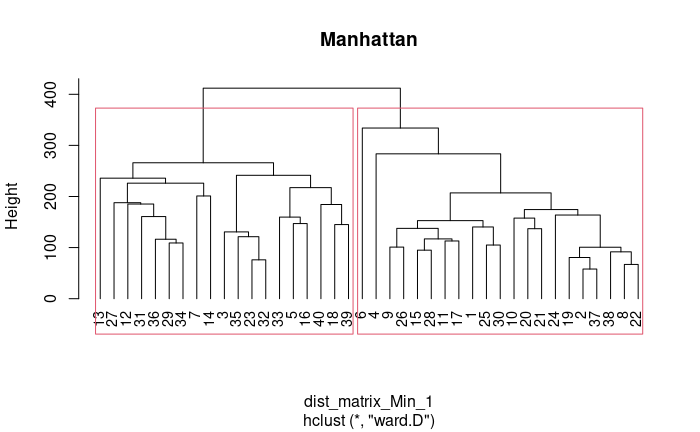 Manhattan
Height
400
300
200
100
0
13 27 12 31 36 29 34 7 14 3 35 23 32 33 5 16 40 18 39 6 4 9 26 15 28 11 17 1 25 30 10 20 21 24 19 2 37 38 8 22
dist_matrix_Min_1
hclust (*, "ward.D")